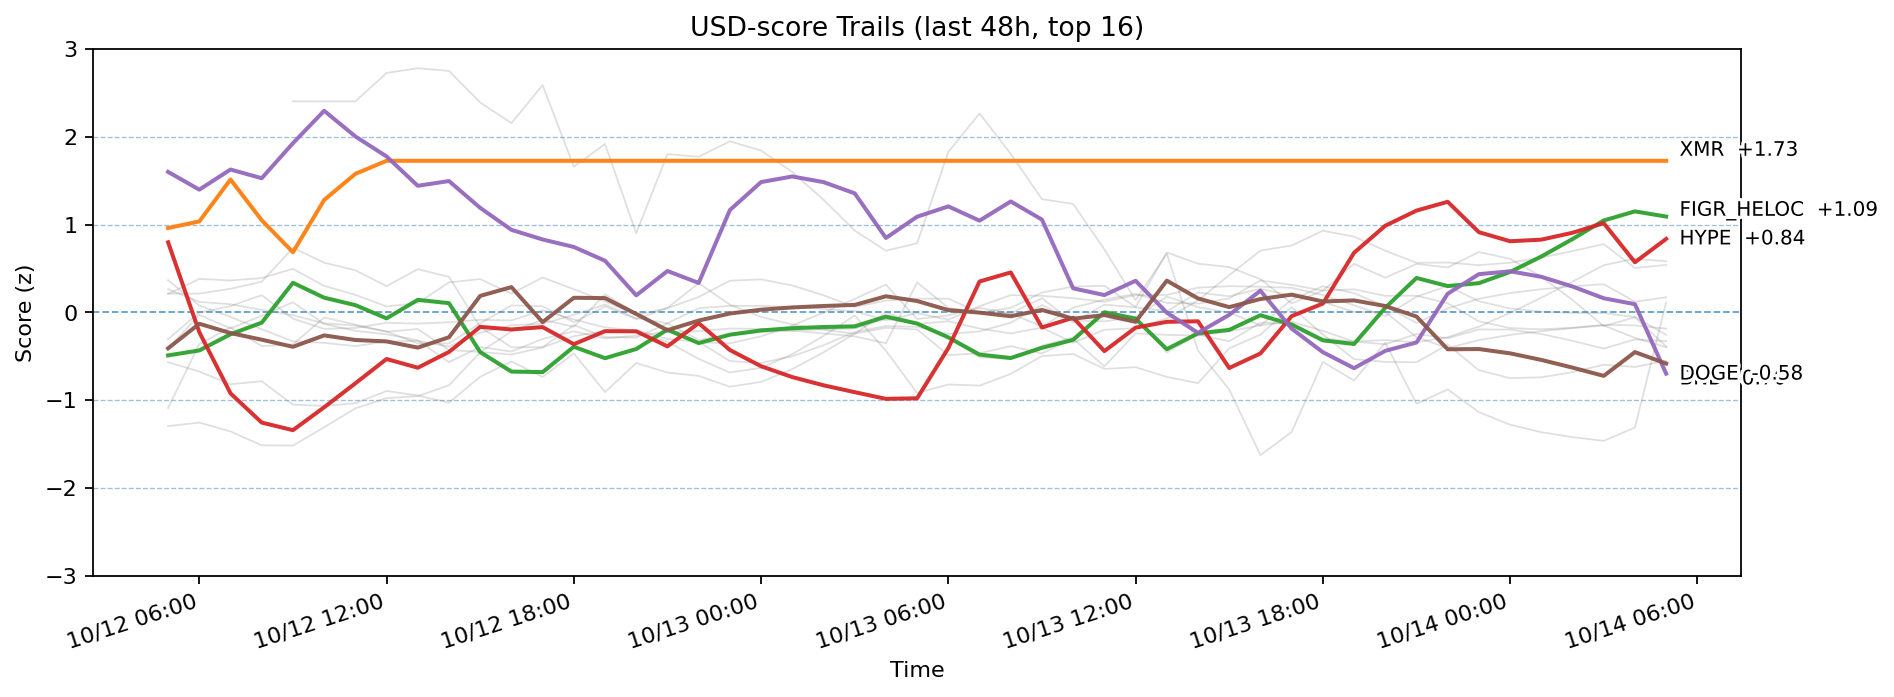 USD-score Trails (last 48h, top 16)
Score (z)
3
2
1
0
−1
−2
−3
XMR +1.73
FIGR_HELOC +1.09
HYPE +0.84
DOGE -0.58
10/12 06:00
10/12 12:00
10/12 18:00
10/13 00:00
10/13 06:00
10/13 12:00
10/13 18:00
10/14 00:00
10/14 06:00
Time